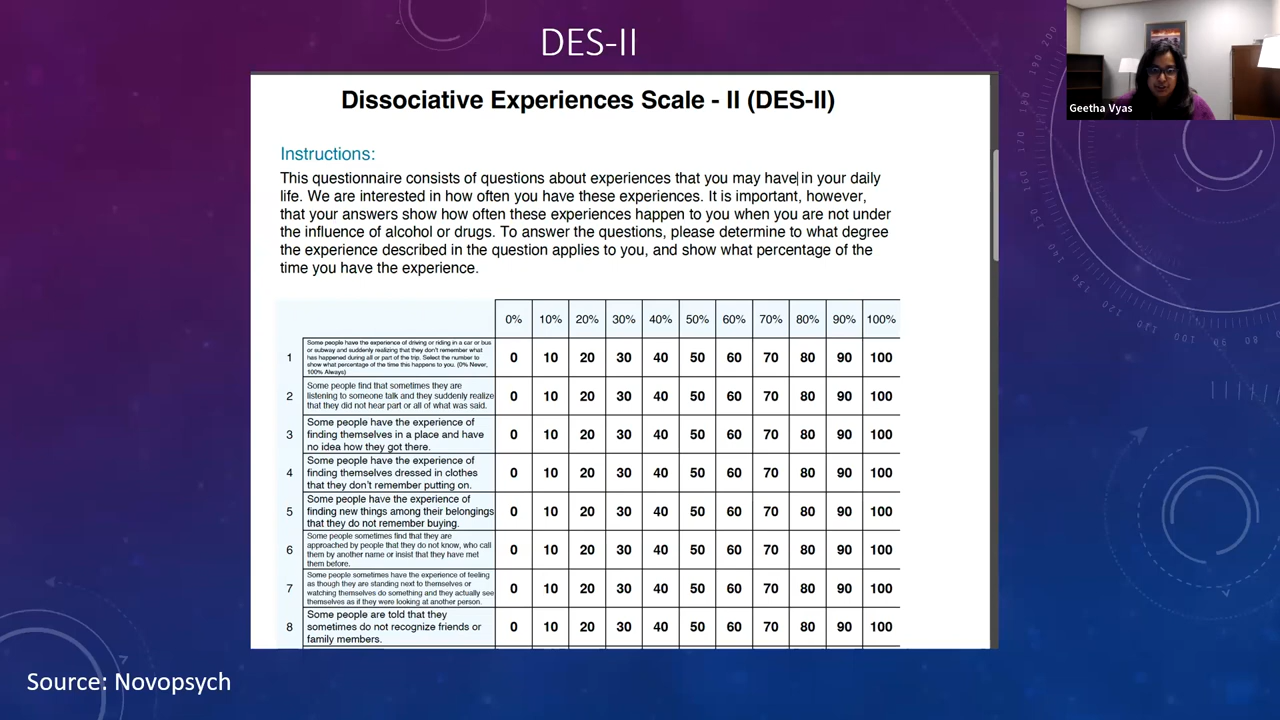 DES-II
Geetha Vyas
Dissociative Experiences Scale - II (DES-II)
Instructions:
This questionnaire consists of questions about experiences that you may have in your daily
life. We are interested in how often you have these experiences. It is important, however,
that your answers show how often these experiences happen to you when you are not under
the influence of alcohol or drugs. To answer the questions, please determine to what degree
the experience described in the question applies to you, and show what percentage of the
time you have the experience.
0% 10% 20% 30% 40% 50% 60% 70% 80% 90% 100%
Some people have the experience of driving or riding in a car or bus
or subway and suddenly realizing that they don't remember what
has happened during all or part of the trip. Select the number to
show what percentage of the time this happens to you. (0% Never,
100% Always)
1 0 10 20 30 40 50 60 70 80 90 100
Some people find that sometimes they are
listening to someone talk and they suddenly realize
that they did not hear part or all of what was said.
2 0 10 20 30 40 50 60 70 80 90 100
Some people have the experience of
finding themselves in a place and have
no idea how they got there.
3 0 10 20 30 40 50 60 70 80 90 100
Some people have the experience of
finding themselves dressed in clothes
that they don't remember putting on.
4 0 10 20 30 40 50 60 70 80 90 100
Some people have the experience of
finding new things among their belongings
that they do not remember buying.
5 0 10 20 30 40 50 60 70 80 90 100
Some people sometimes find that they are
approached by people that they do not know, who call
them by another name or insist that they have met
them before.
6 0 10 20 30 40 50 60 70 80 90 100
Some people sometimes have the experience of feeling
as though they are standing next to themselves or
watching themselves do something and they actually see
themselves as if they were looking at another person.
7 0 10 20 30 40 50 60 70 80 90 100
Some people are told that they
sometimes do not recognize friends or
family members.
8 0 10 20 30 40 50 60 70 80 90 100
Source: Novopsych